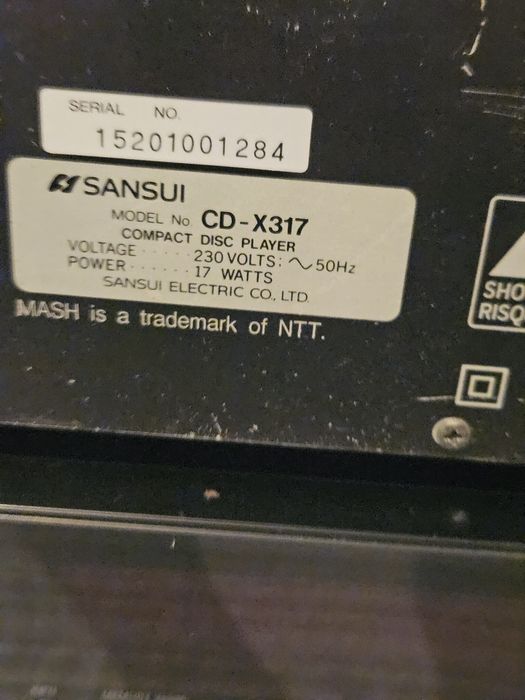 SERIAL NO.
15201001284
SANSUI
MODEL No. CD-X317
COMPACT DISC PLAYER
VOLTAGE ······ 230 VOLTS: ∿ 50Hz
POWER ······ 17 WATTS
SANSUI ELECTRIC CO., LTD.
MASH is a trademark of NTT.
SHO
RISQ